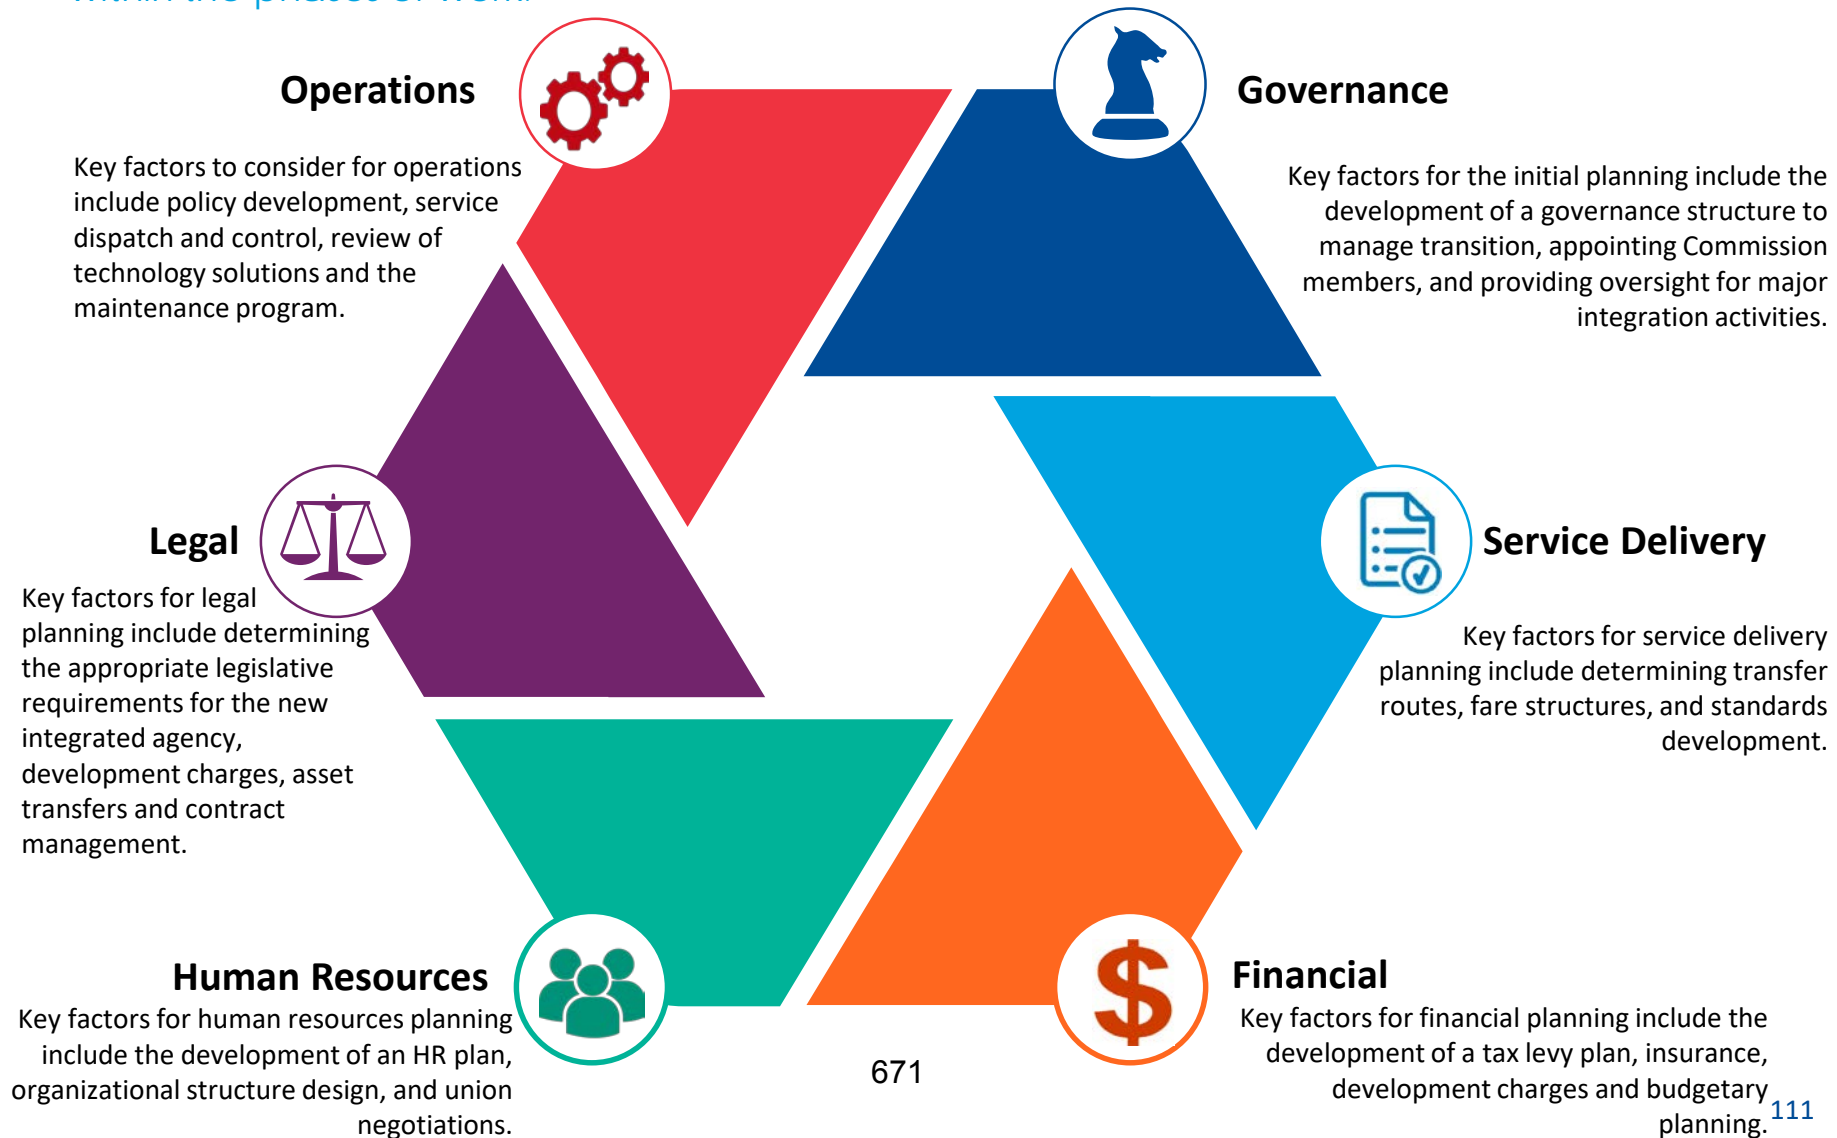 within the phases of work.
Operations
Key factors to consider for operations
include policy development, service
dispatch and control, review of
technology solutions and the
maintenance program.
Governance
Key factors for the initial planning include the
development of a governance structure to
manage transition, appointing Commission
members, and providing oversight for major
integration activities.
Legal
Key factors for legal
planning include determining
the appropriate legislative
requirements for the new
integrated agency,
development charges, asset
transfers and contract
management.
Service Delivery
Key factors for service delivery
planning include determining transfer
routes, fare structures, and standards
development.
Human Resources
Key factors for human resources planning
include the development of an HR plan,
organizational structure design, and union
negotiations.
Financial
Key factors for financial planning include the
development of a tax levy plan, insurance,
development charges and budgetary
planning.
671
111